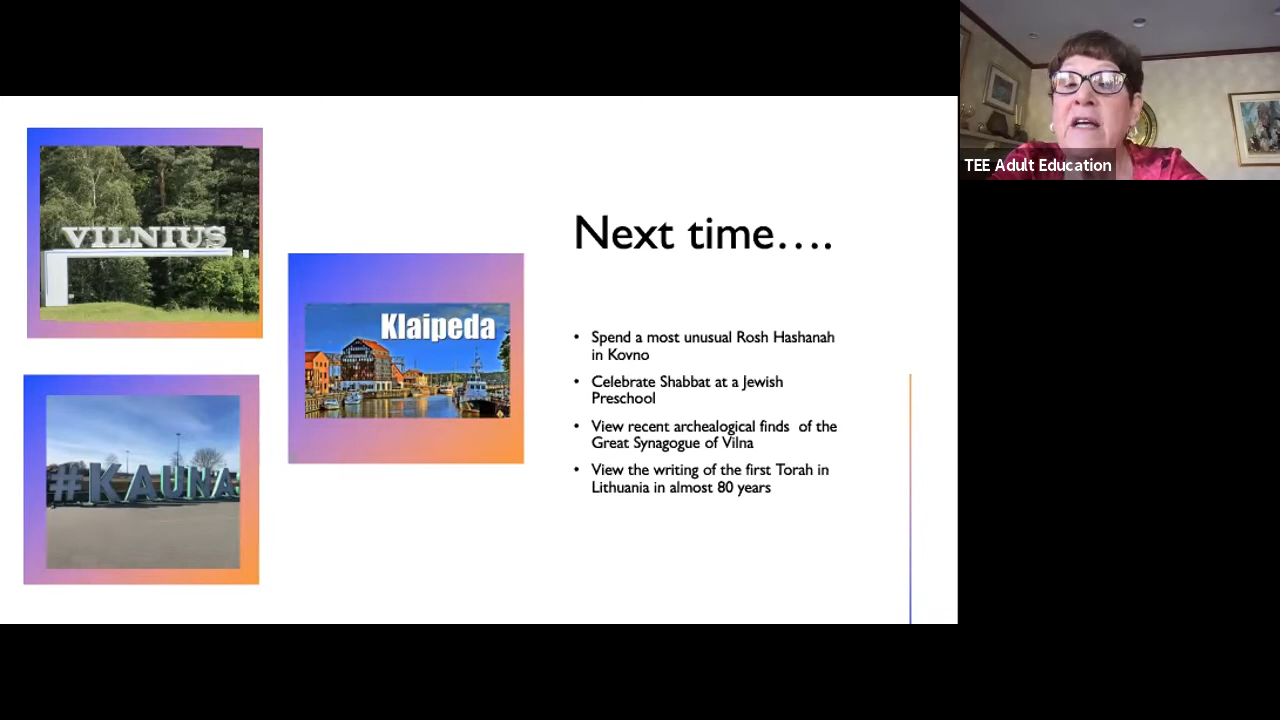 VILNIUS
Klaipeda
#KAUNA
Next time....
• Spend a most unusual Rosh Hashanah
in Kovno
• Celebrate Shabbat at a Jewish
Preschool
• View recent archealogical finds of the
Great Synagogue of Vilna
• View the writing of the first Torah in
Lithuania in almost 80 years
TEE Adult Education